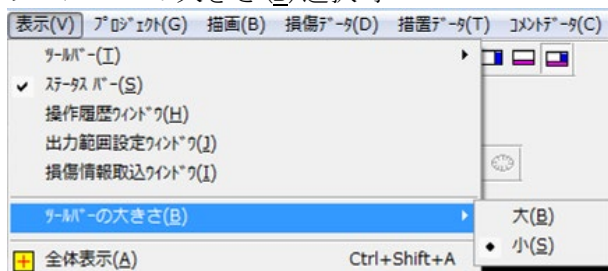 表示(V) ﾌﾟﾛｼﾞｪｸﾄ(G) 描画(B) 損傷ﾃﾞｰﾀ(D) 措置ﾃﾞｰﾀ(T) ｺﾒﾝﾄﾃﾞｰﾀ(C)
ﾂｰﾙﾊﾞｰ(T)
ｽﾃｰﾀｽ ﾊﾞｰ(S)
操作履歴ｳｨﾝﾄﾞｳ(H)
出力範囲設定ｳｨﾝﾄﾞｳ(J)
損傷情報取込ｳｨﾝﾄﾞｳ(I)
ﾂｰﾙﾊﾞｰの大きさ(B)
大(B)
小(S)
全体表示(A) Ctrl+Shift+A